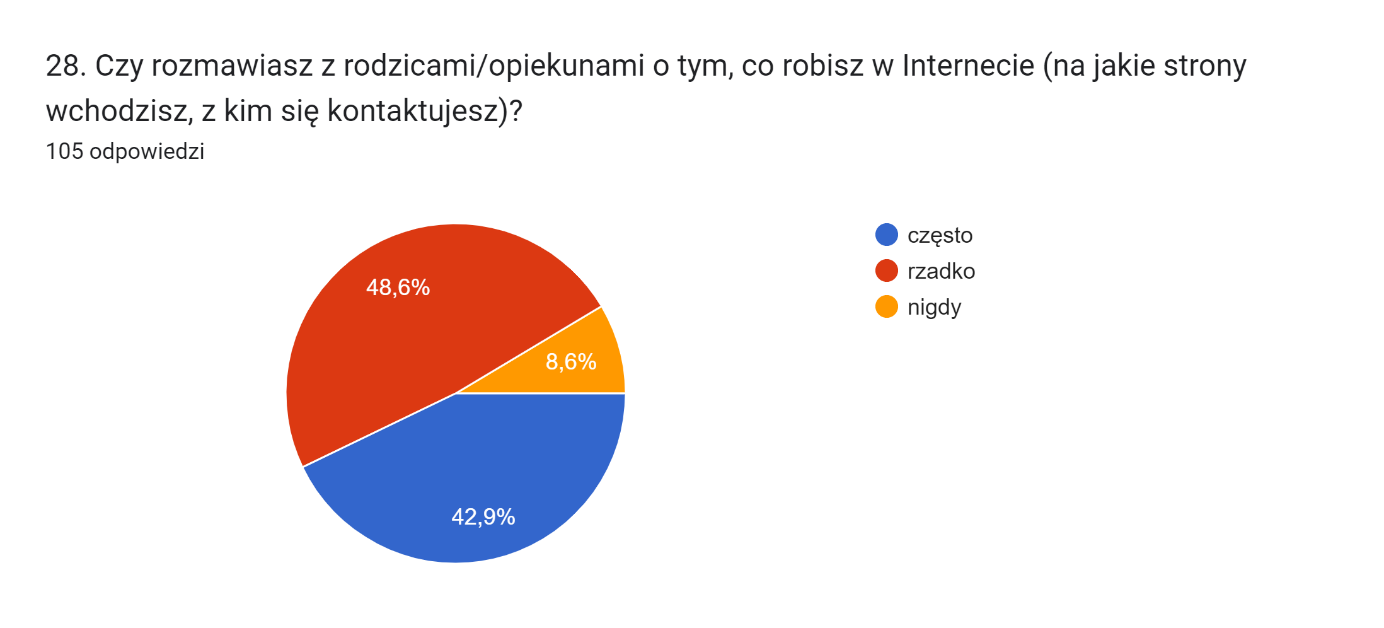 28. Czy rozmawiasz z rodzicami/opiekunami o tym, co robisz w Internecie (na jakie strony
wchodzisz, z kim się kontaktujesz)?
105 odpowiedzi
często
rzadko
nigdy
48,6%
8,6%
42,9%